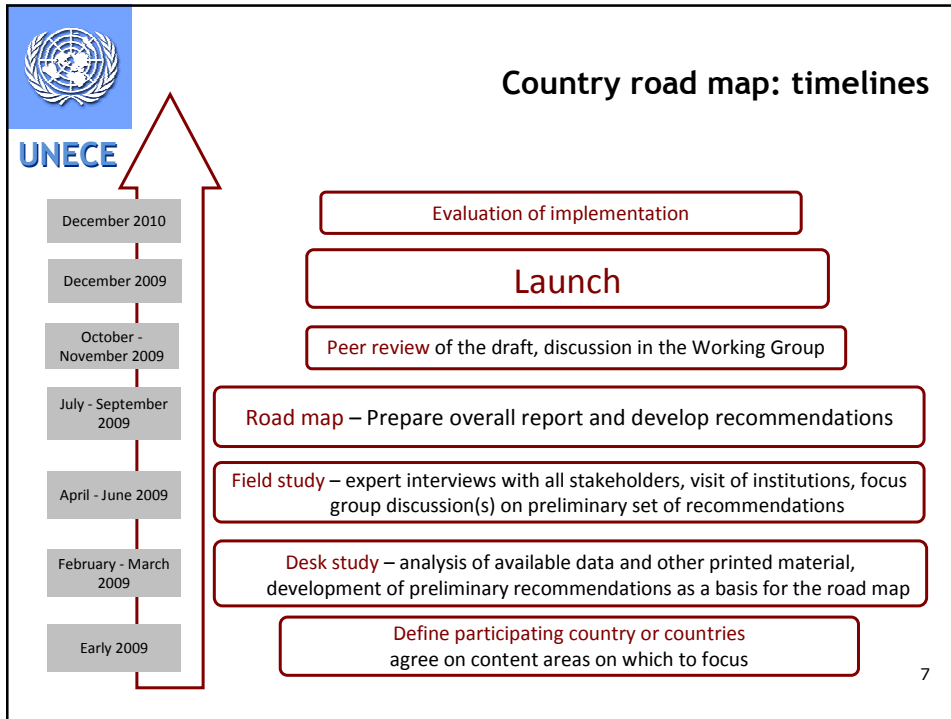 Country road map: timelines
UNECE
December 2010
Evaluation of implementation
December 2009
Launch
October -
November 2009
Peer review of the draft, discussion in the Working Group
July - September
2009
Road map – Prepare overall report and develop recommendations
April - June 2009
Field study – expert interviews with all stakeholders, visit of institutions, focus
group discussion(s) on preliminary set of recommendations
February - March
2009
Desk study – analysis of available data and other printed material,
development of preliminary recommendations as a basis for the road map
Early 2009
Define participating country or countries
agree on content areas on which to focus
7